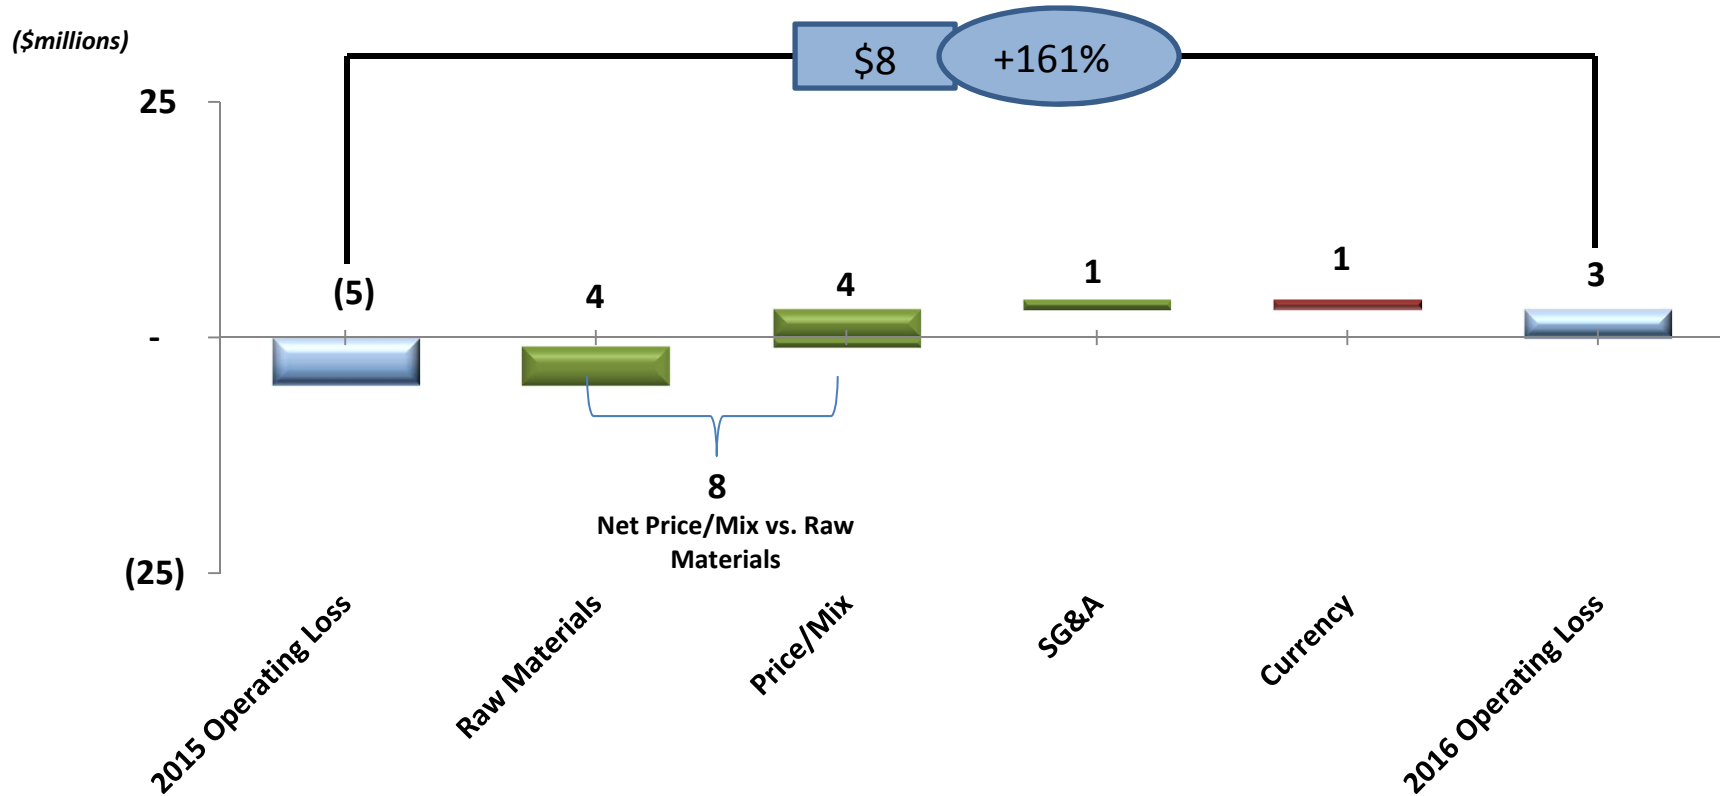 ($millions)
$8
+161%
25
(5)
4
4
1
1
3
-
8
Net Price/Mix vs. Raw
Materials
(25)
2015 Operating Loss
Raw Materials
Price/Mix
SG&A
Currency
2016 Operating Loss